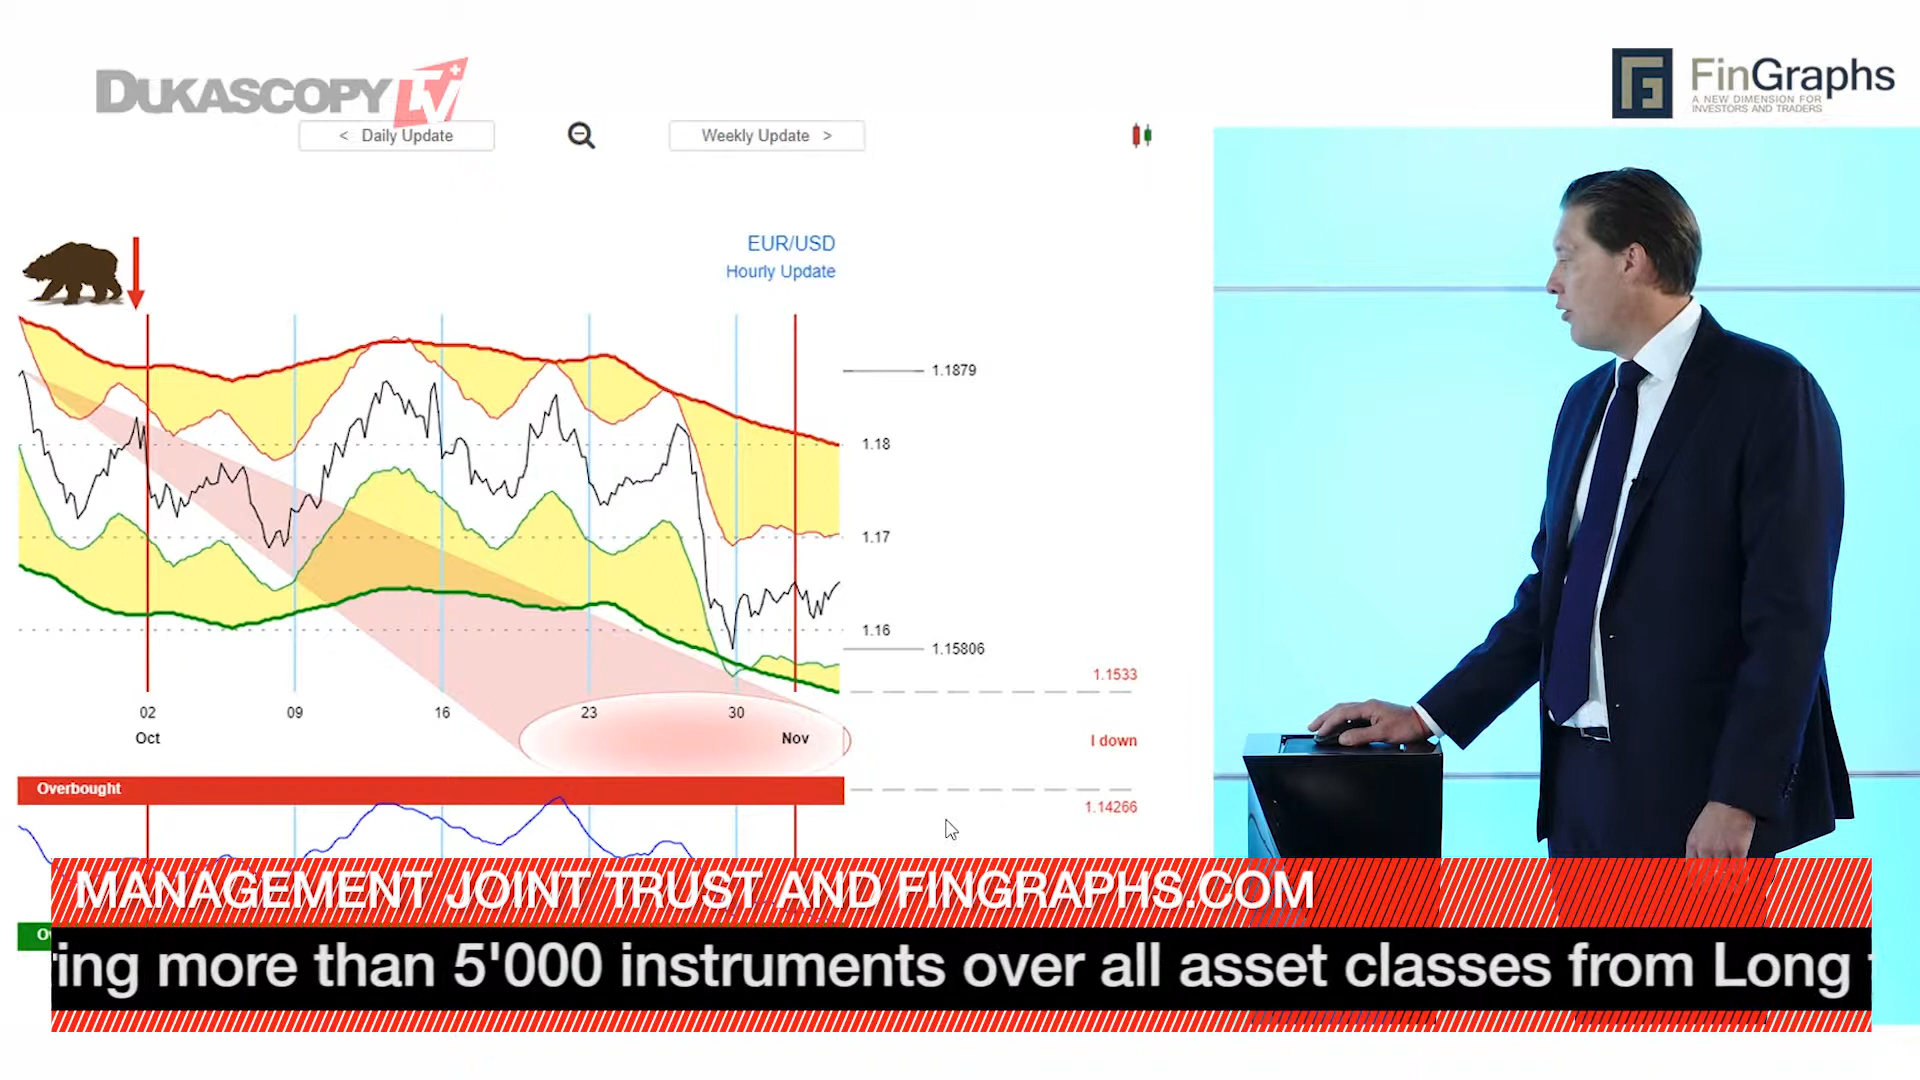 DUKASCOPY TV
FinGraphs
A NEW DIMENSION FOR
INVESTORS AND TRADERS
< Daily Update
Weekly Update >
EUR/USD
Hourly Update
1.1879
1.18
1.17
1.16
1.15806
1.1533
02 09 16 23 30
Oct Nov
I down
Overbought
1.14266
MANAGEMENT JOINT TRUST AND FINGRAPHS.COM
ing more than 5'000 instruments over all asset classes from Long